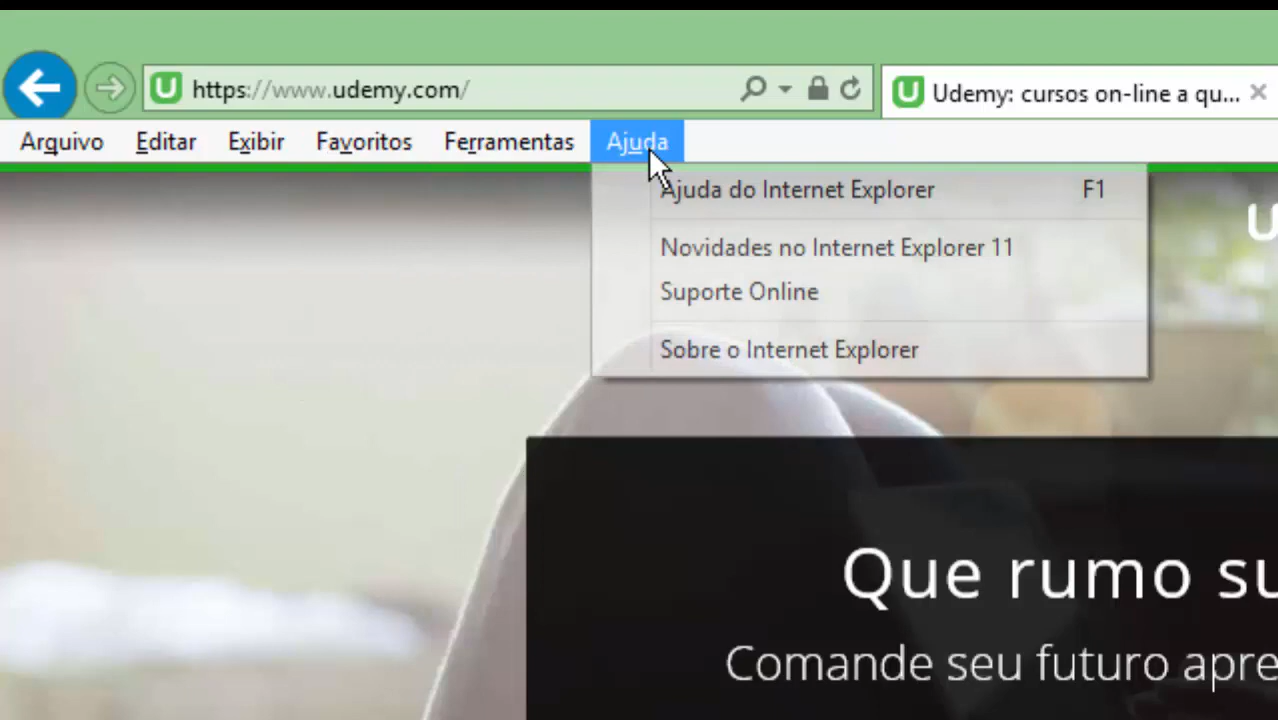 https://www.udemy.com/
Udemy: cursos on-line a qu...
Arquivo Editar Exibir Favoritos Ferramentas Ajuda
Ajuda do Internet Explorer F1
Novidades no Internet Explorer 11
Suporte Online
Sobre o Internet Explorer
Que rumo su
Comande seu futuro apre